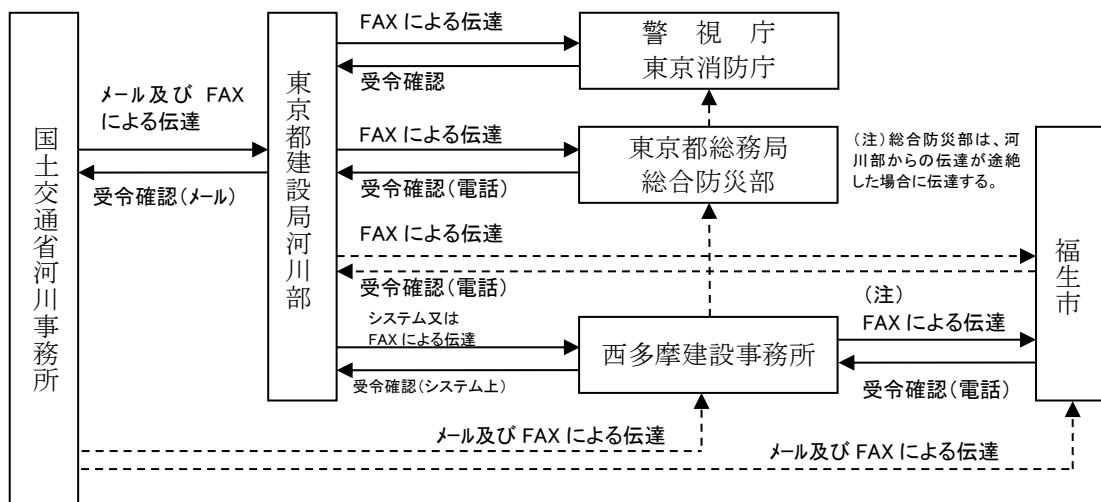 国土交通省河川事務所
メール及び FAX
による伝達
受令確認(メール)
東京都建設局河川部
FAX による伝達
受令確認
警 視 庁
東京消防庁
FAX による伝達
受令確認(電話)
東京都総務局
総合防災部
(注)総合防災部は、河
川部からの伝達が途絶
した場合に伝達する。
FAX による伝達
受令確認(電話)
システム又は
FAX による伝達
受令確認(システム上)
西多摩建設事務所
(注)
FAX による伝達
受令確認(電話)
福生市
メール及び FAX による伝達
メール及び FAX による伝達